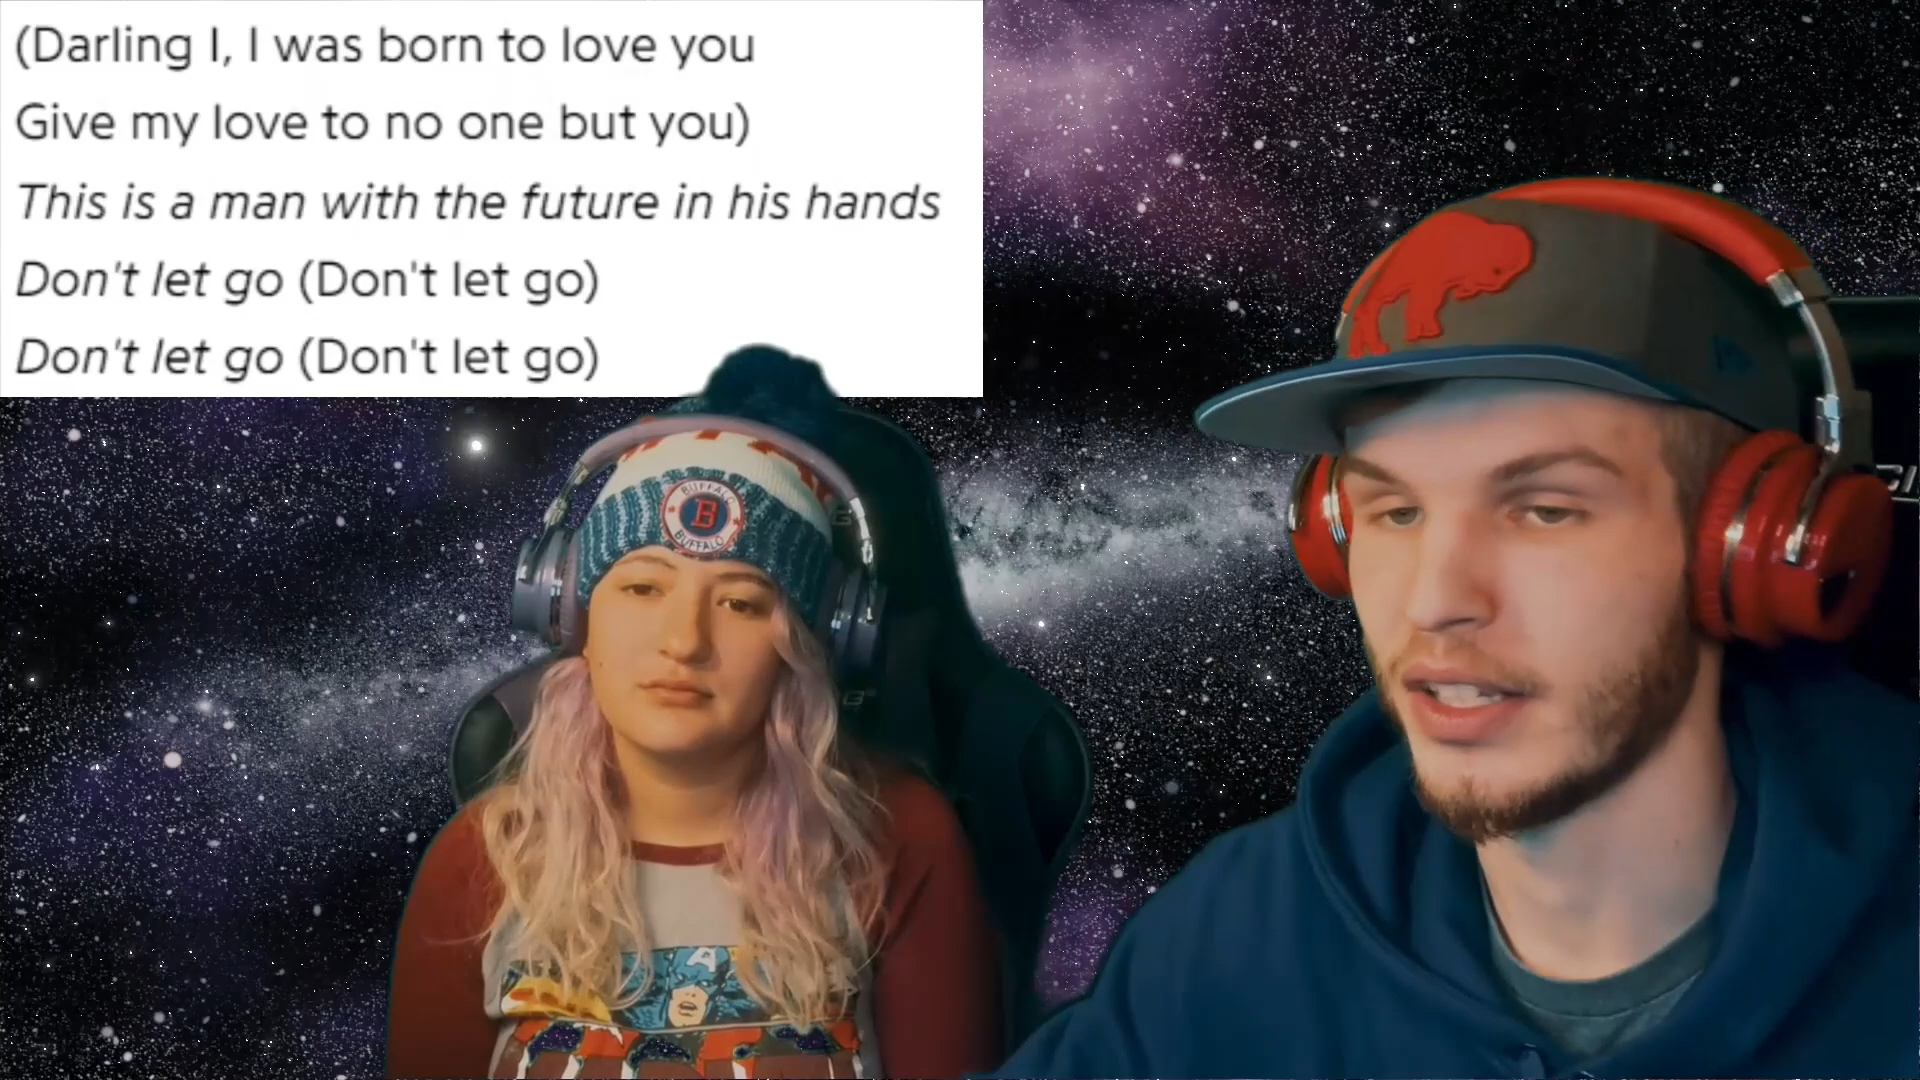 (Darling I, I was born to love you
Give my love to no one but you)
This is a man with the future in his hands
Don't let go (Don't let go)
Don't let go (Don't let go)
BUFFALO
B
BUFFALO
A